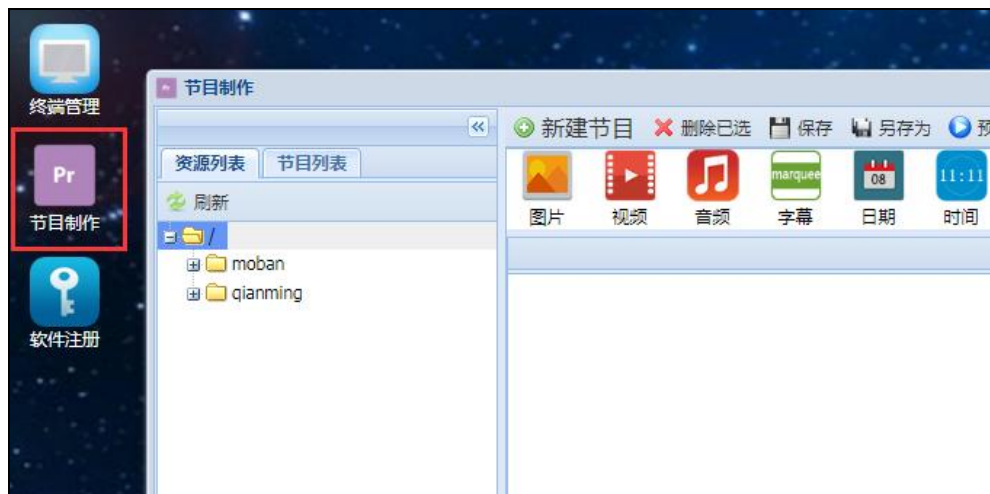 终端管理
Pr
节目制作
软件注册
节目制作
资源列表 节目列表
刷新
/
moban
qianming
新建节目 删除已选 保存 另存为
marquee 08 11:11
图片 视频 音频 字幕 日期 时间